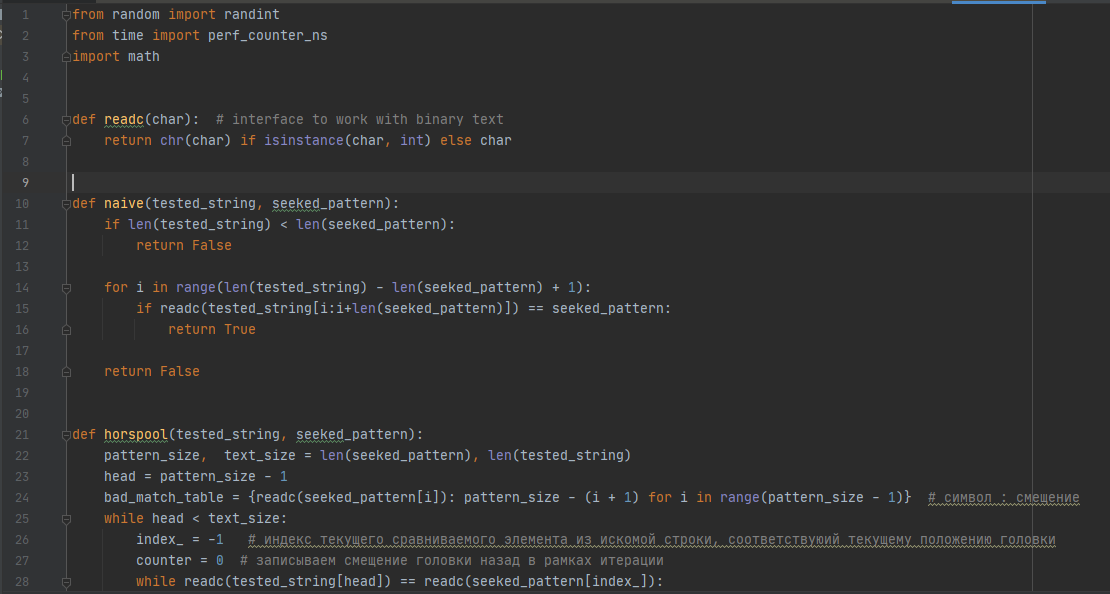 1 from random import randint
2 from time import perf_counter_ns
3 import math
4
5
6 def readc(char):  # interface to work with binary text
7     return chr(char) if isinstance(char, int) else char
8
9
10 def naive(tested_string, seeked_pattern):
11     if len(tested_string) < len(seeked_pattern):
12         return False
13
14     for i in range(len(tested_string) - len(seeked_pattern) + 1):
15         if readc(tested_string[i:i+len(seeked_pattern)]) == seeked_pattern:
16             return True
17
18     return False
19
20
21 def horspool(tested_string, seeked_pattern):
22     pattern_size,  text_size = len(seeked_pattern), len(tested_string)
23     head = pattern_size - 1
24     bad_match_table = {readc(seeked_pattern[i]): pattern_size - (i + 1) for i in range(pattern_size - 1)}  # символ : смещение
25     while head < text_size:
26         index_ = -1   # индекс текущего сравниваемого элемента из искомой строки, соответствуюий текущему положению головки
27         counter = 0  # записываем смещение головки назад в рамках итерации
28         while readc(tested_string[head]) == readc(seeked_pattern[index_]):